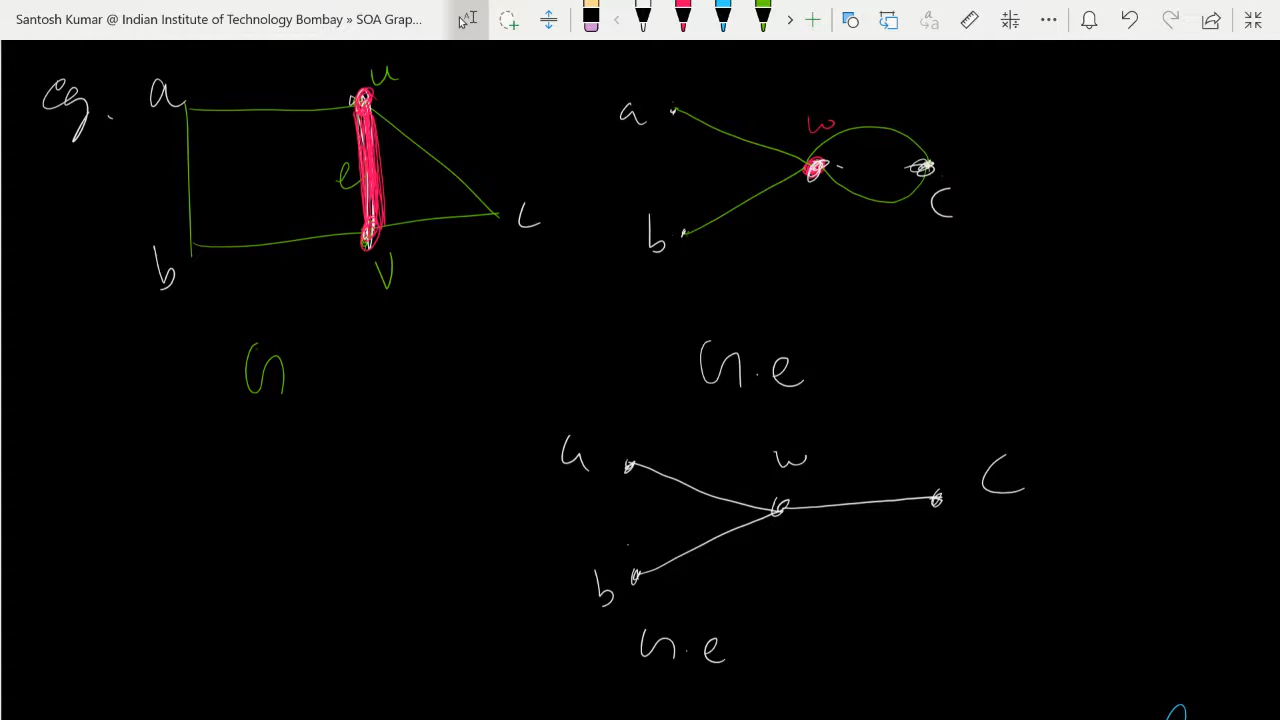 Santosh Kumar @ Indian Institute of Technology Bombay » SOA Grap...
eg. a u
e
b v c
a w
b c
G G.e
a w c
b
G.e